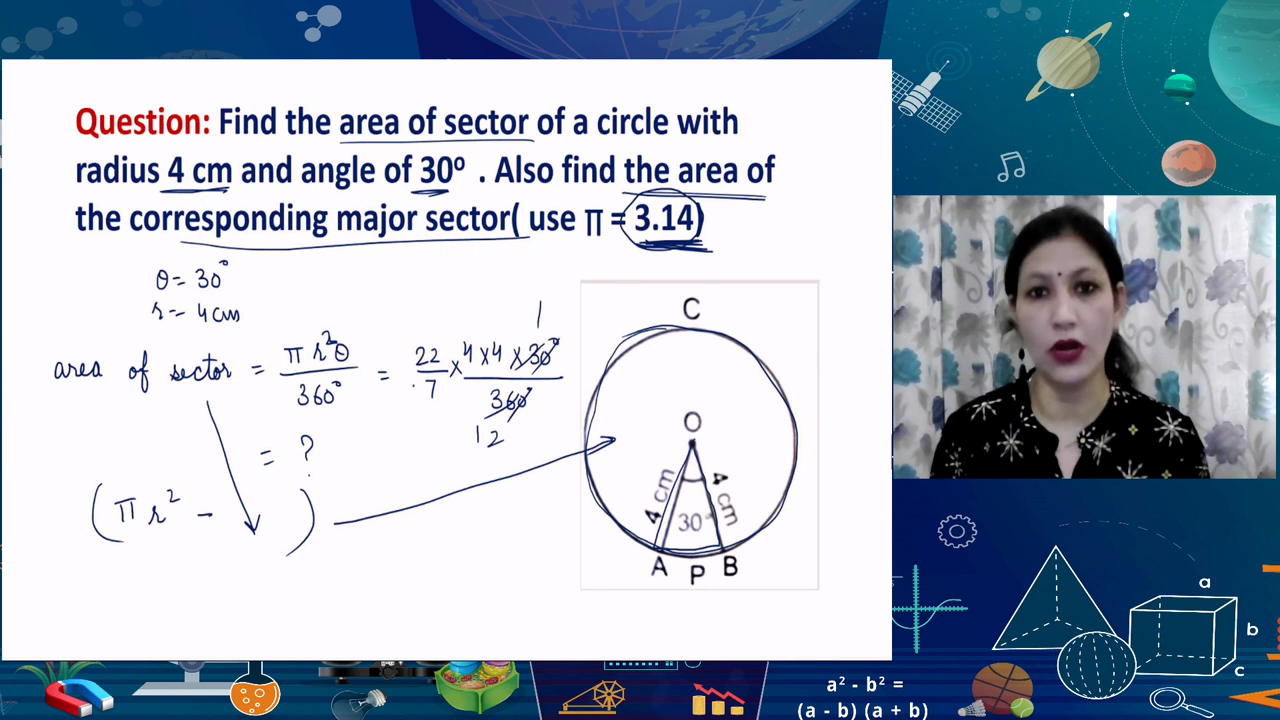 Question: Find the area of sector of a circle with
radius 4 cm and angle of 30° . Also find the area of
the corresponding major sector( use ∏ = 3.14)
θ = 30°
r = 4 cm
area of sector = πr²θ / 360° = 22/7 × 4×4×30° / 360°
1
12
= ?
(πr² - )
C
O
4 cm
4 cm
30°
A P B
a
b
c
a² - b² =
(a - b) (a + b)